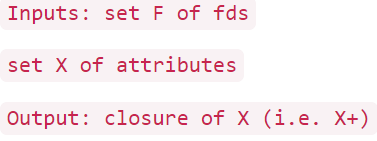 Inputs: set F of fds
set X of attributes
Output: closure of X (i.e. X+)